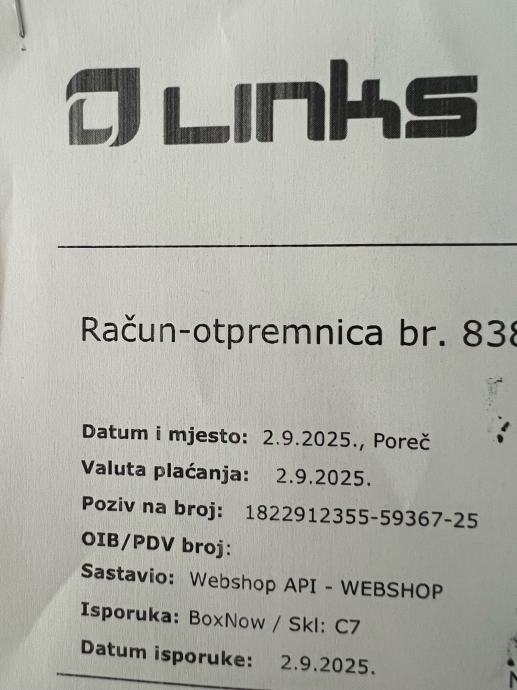 LINKS
Račun-otpremnica br. 838
Datum i mjesto: 2.9.2025., Poreč
Valuta plaćanja: 2.9.2025.
Poziv na broj: 1822912355-59367-25
OIB/PDV broj:
Sastavio: Webshop API - WEBSHOP
Isporuka: BoxNow / Skl: C7
Datum isporuke: 2.9.2025.